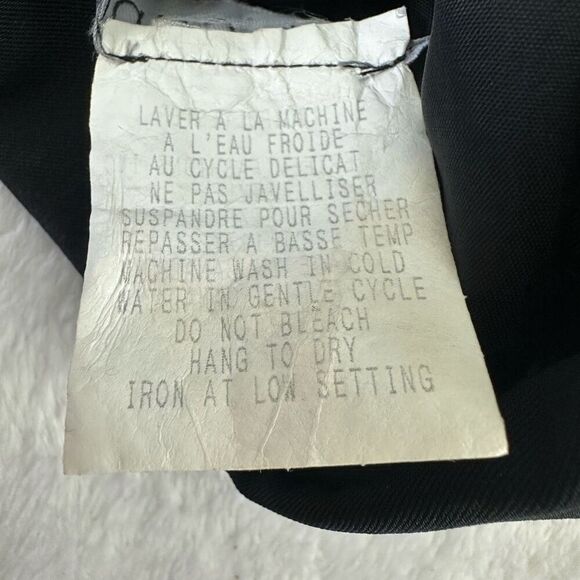 LAVER A LA MACHINE
A L'EAU FROIDE
AU CYCLE DELICAT
NE PAS JAVELLISER
SUSPANDRE POUR SECHER
REPASSER A BASSE TEMP
MACHINE WASH IN COLD
WATER IN GENTLE CYCLE
DO NOT BLEACH
HANG TO DRY
IRON AT LOW SETTING